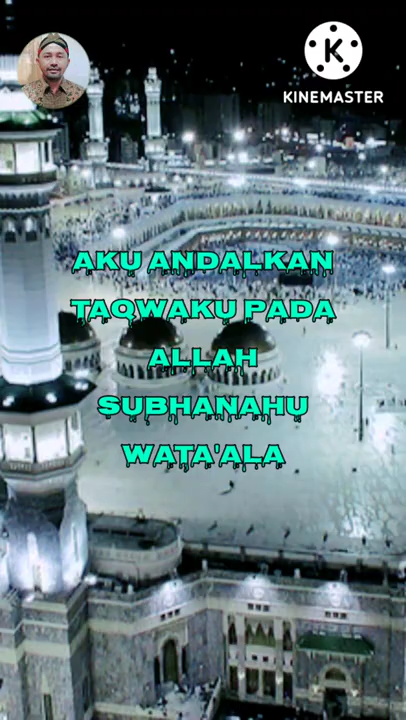 KINEMASTER
AKU ANDALKAN
TAQWAKU PADA
ALLAH
SUBHANAHU
WATA'ALA